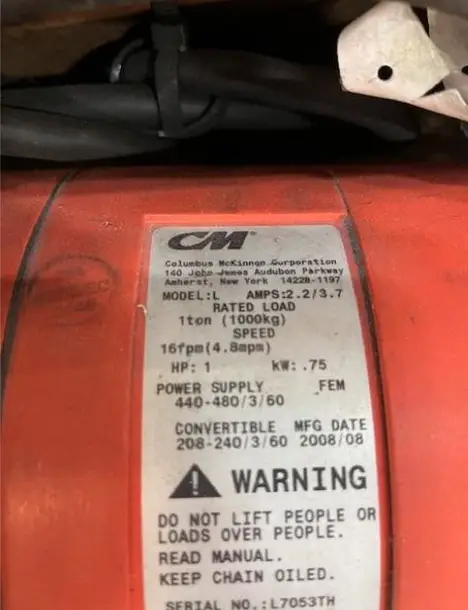 CM
Columbus McKinnon Corporation
140 John James Audubon Parkway
Amherst, New York 14228-1197
MODEL:L AMPS:2.2/3.7
RATED LOAD
1ton (1000kg)
SPEED
16fpm(4.8mpm)
HP: 1 kW: .75
POWER SUPPLY FEM
440-480/3/60
CONVERTIBLE MFG DATE
208-240/3/60 2008/08
WARNING
DO NOT LIFT PEOPLE OR
LOADS OVER PEOPLE.
READ MANUAL.
KEEP CHAIN OILED.
SERIAL NO.:L7053TH